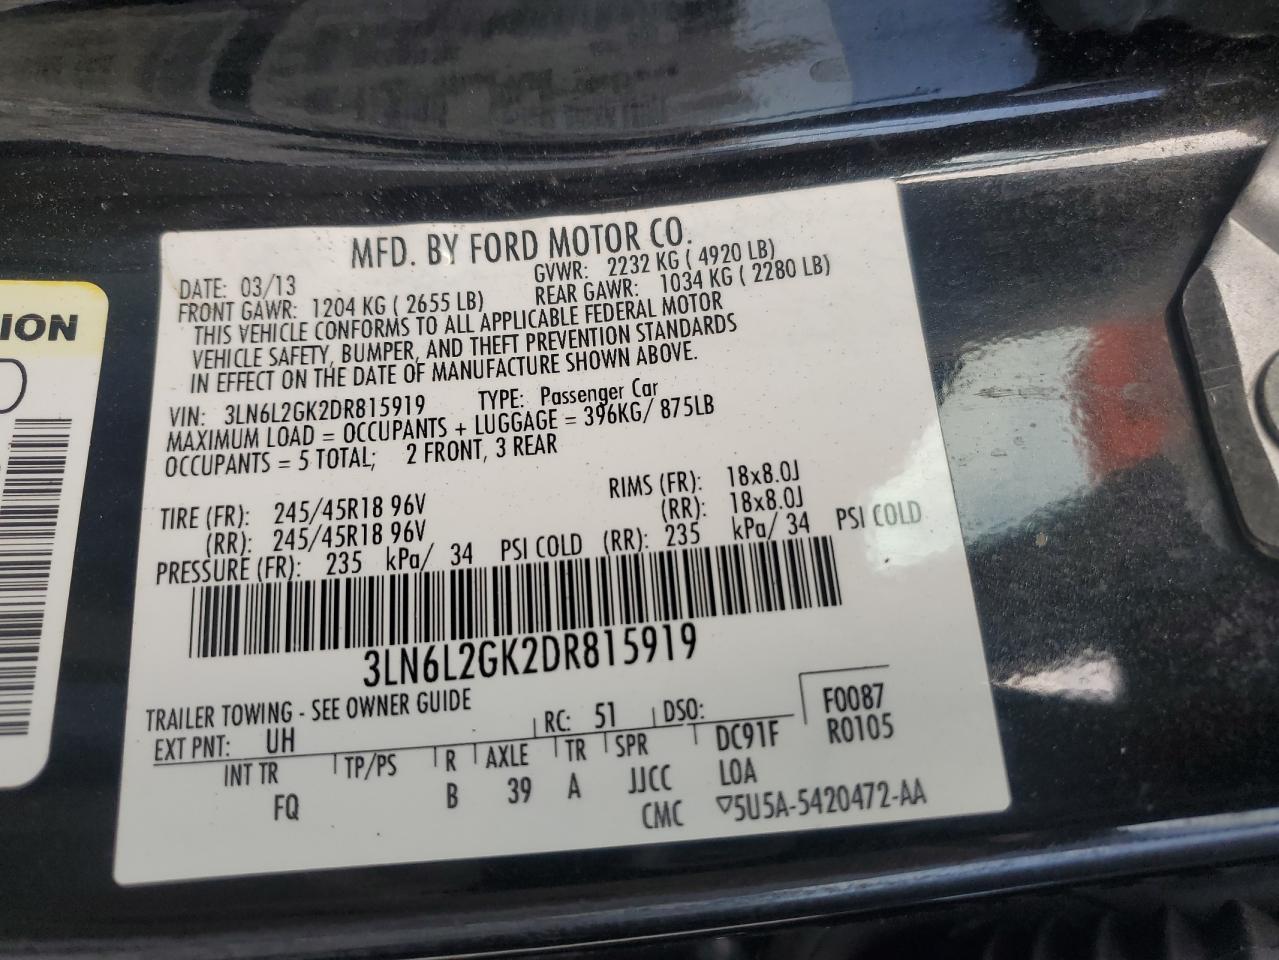 MFD. BY FORD MOTOR CO.
DATE: 03/13 GVWR: 2232 KG ( 4920 LB)
FRONT GAWR: 1204 KG ( 2655 LB) REAR GAWR: 1034 KG ( 2280 LB)
THIS VEHICLE CONFORMS TO ALL APPLICABLE FEDERAL MOTOR
VEHICLE SAFETY, BUMPER, AND THEFT PREVENTION STANDARDS
IN EFFECT ON THE DATE OF MANUFACTURE SHOWN ABOVE.
VIN: 3LN6L2GK2DR815919 TYPE: Passenger Car
MAXIMUM LOAD = OCCUPANTS + LUGGAGE = 396KG/ 875LB
OCCUPANTS = 5 TOTAL; 2 FRONT, 3 REAR
TIRE (FR): 245/45R18 96V RIMS (FR): 18x8.0J
(RR): 245/45R18 96V (RR): 18x8.0J
PRESSURE (FR): 235 kPa/ 34 PSI COLD (RR): 235 kPa/ 34 PSI COLD
3LN6L2GK2DR815919
TRAILER TOWING - SEE OWNER GUIDE
EXT PNT: UH RC: 51 DSO: F0087
INT TR TP/PS R AXLE TR SPR DC91F R0105
FQ B 39 A JJCC LOA
CMC ▽5U5A-5420472-AA
ION